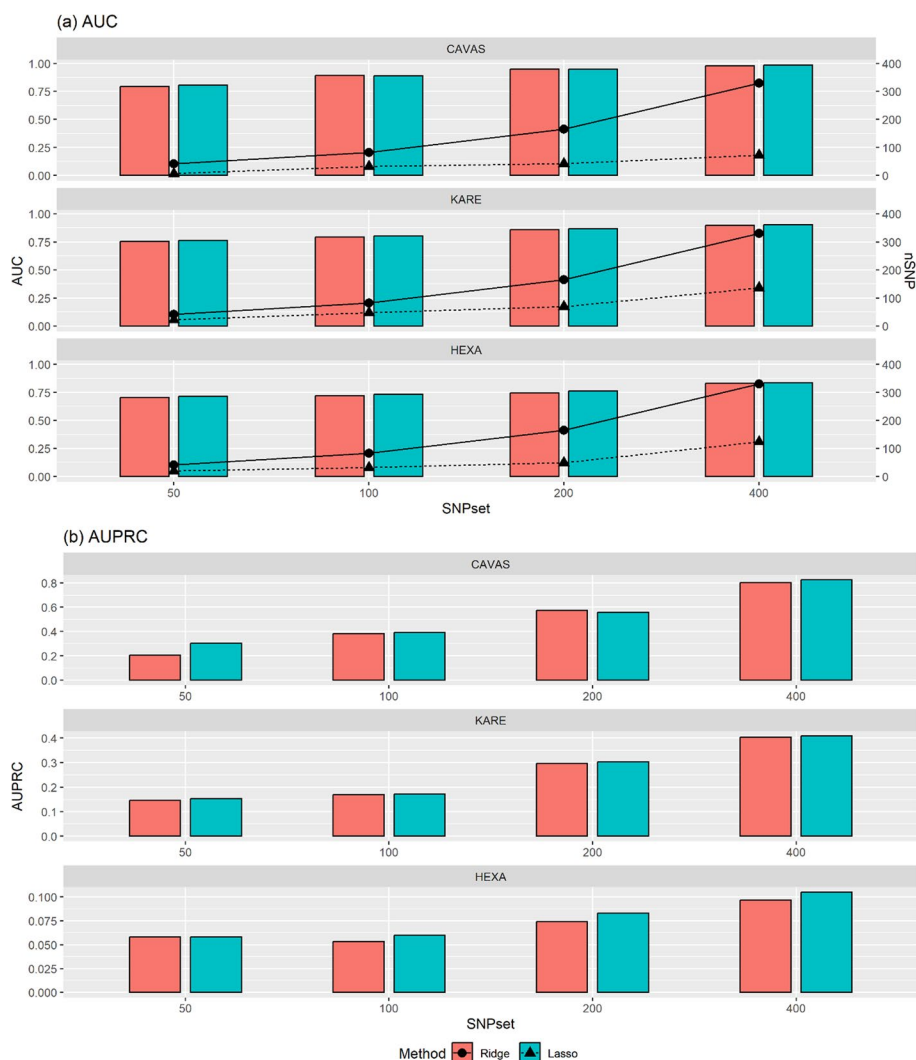 (a) AUC
CAVAS
1.00
0.75
0.50
0.25
0.00
400
300
200
100
0
KARE
1.00
0.75
0.50
0.25
0.00
400
300
200
100
0
AUC
nSNP
HEXA
1.00
0.75
0.50
0.25
0.00
400
300
200
100
0
50 100 200 400
SNPset
(b) AUPRC
CAVAS
0.8
0.6
0.4
0.2
0.0
50 100 200 400
KARE
0.4
0.3
0.2
0.1
0.0
AUPRC
50 100 200 400
HEXA
0.100
0.075
0.050
0.025
0.000
50 100 200 400
SNPset
Method Ridge Lasso